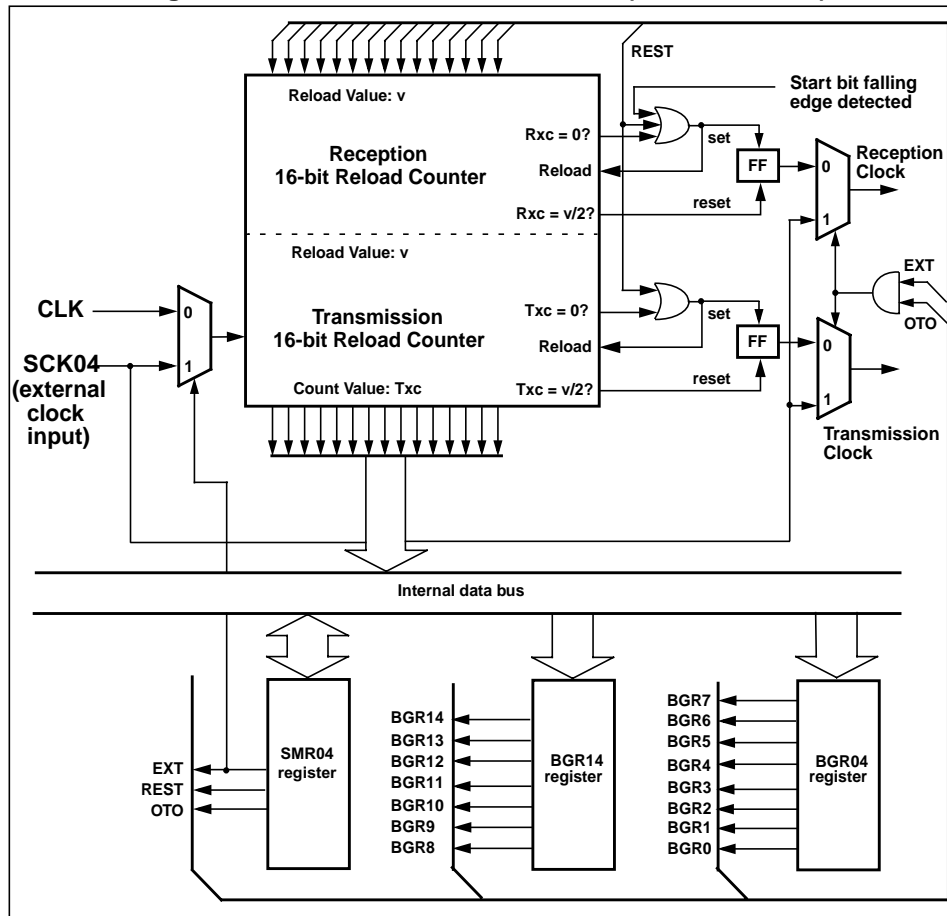 REST
Start bit falling
edge detected
Reload Value: v
Rxc = 0?
set
Reception
16-bit Reload Counter
Reload
FF
0
Reception
Clock
Rxc = v/2?
reset
1
Reload Value: v
EXT
OTO
CLK
0
Transmission
16-bit Reload Counter
Txc = 0?
set
Reload
FF
0
SCK04
(external
clock
input)
1
Count Value: Txc
Txc = v/2?
reset
1
Transmission
Clock
Internal data bus
EXT
REST
OTO
SMR04
register
BGR14
BGR13
BGR12
BGR11
BGR10
BGR9
BGR8
BGR14
register
BGR7
BGR6
BGR5
BGR4
BGR3
BGR2
BGR1
BGR0
BGR04
register